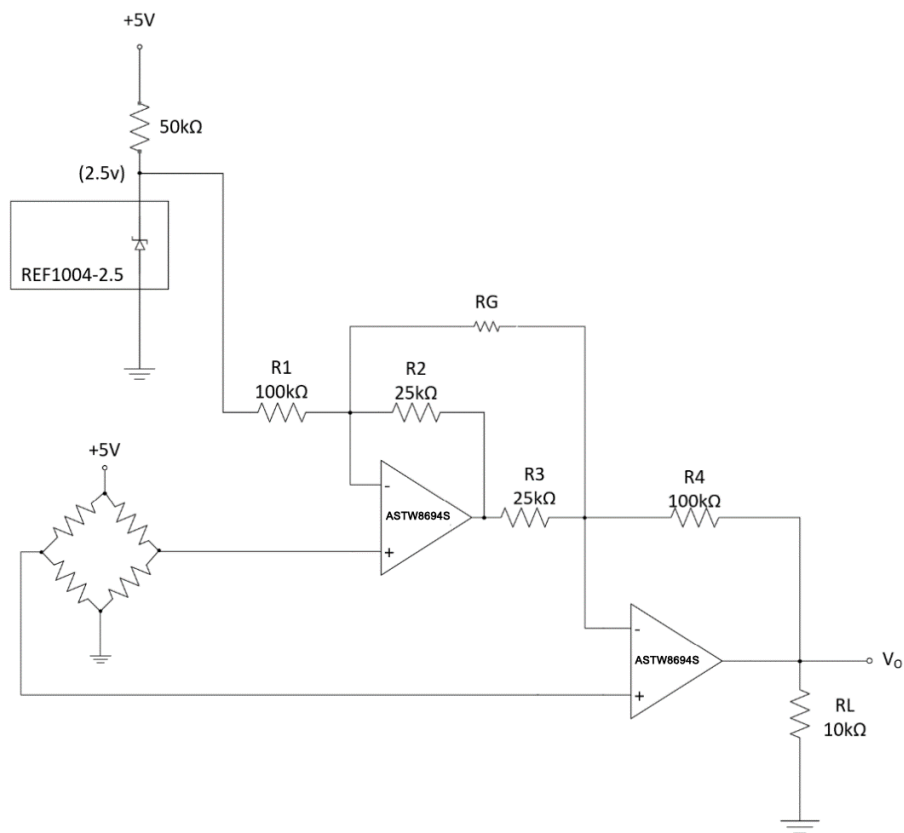 +5V
50kΩ
(2.5v)
REF1004-2.5
RG
R1
100kΩ
R2
25kΩ
+5V
-
ASTW8694S
+
R3
25kΩ
R4
100kΩ
-
ASTW8694S
+
VO
RL
10kΩ